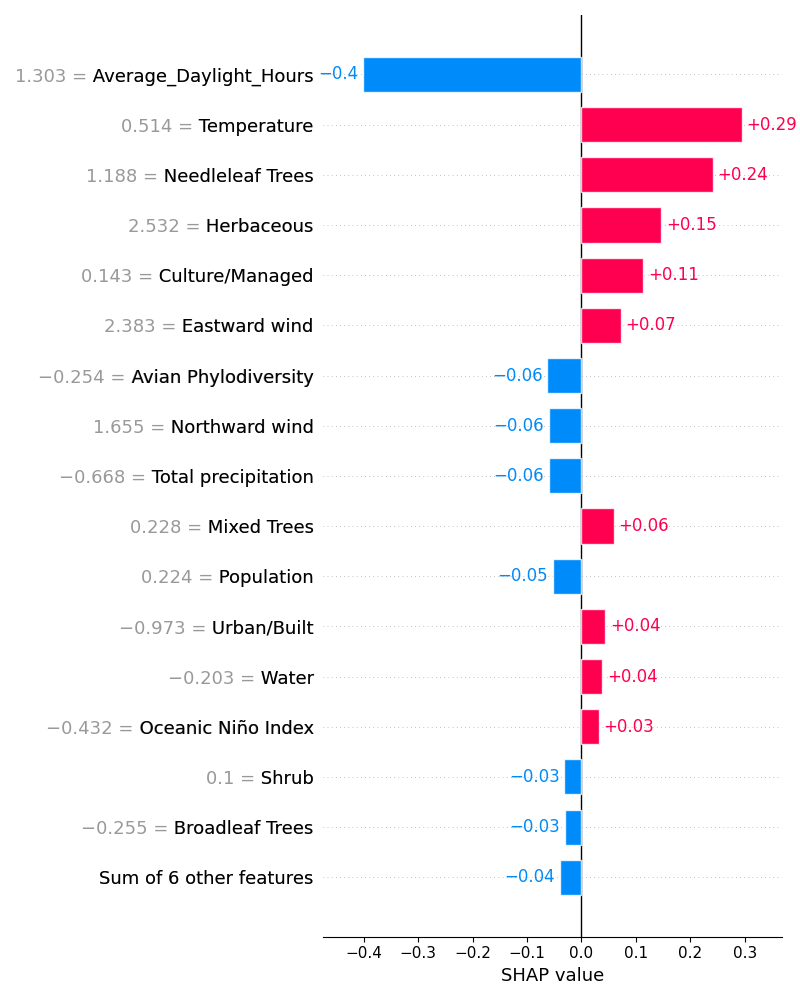 1.303 = Average_Daylight_Hours −0.4
0.514 = Temperature +0.29
1.188 = Needleleaf Trees +0.24
2.532 = Herbaceous +0.15
0.143 = Culture/Managed +0.11
2.383 = Eastward wind +0.07
−0.254 = Avian Phylodiversity −0.06
1.655 = Northward wind −0.06
−0.668 = Total precipitation −0.06
0.228 = Mixed Trees +0.06
0.224 = Population −0.05
−0.973 = Urban/Built +0.04
−0.203 = Water +0.04
−0.432 = Oceanic Niño Index +0.03
0.1 = Shrub −0.03
−0.255 = Broadleaf Trees −0.03
Sum of 6 other features −0.04
−0.4 −0.3 −0.2 −0.1 0.0 0.1 0.2 0.3
SHAP value